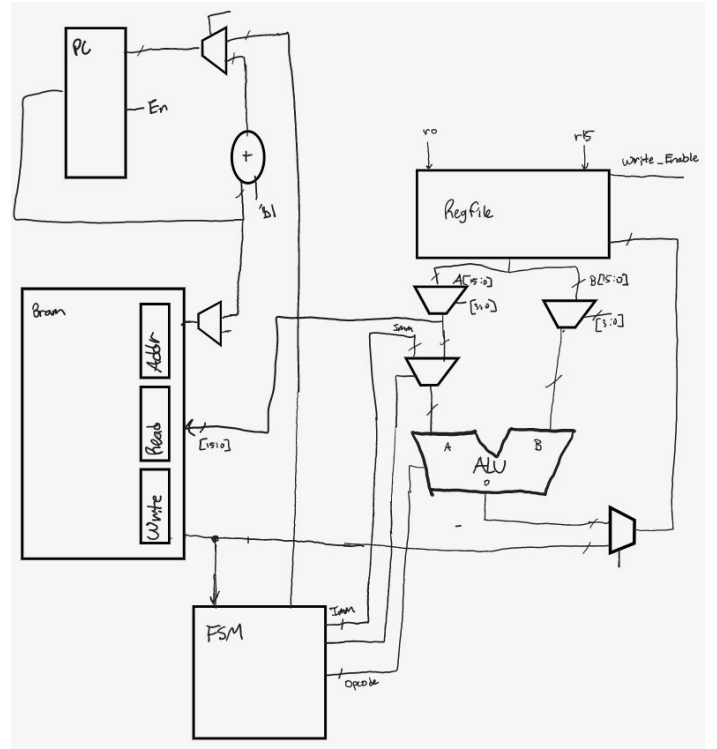 PC
En
+
'b1
r0
r15
Write_Enable
Regfile
A[15:0]
B[15:0]
[3:0]
[3:0]
Bram
Addr
Read
Write
[15:0]
Imm
A
B
ALU
O
FSM
Imm
Opcode